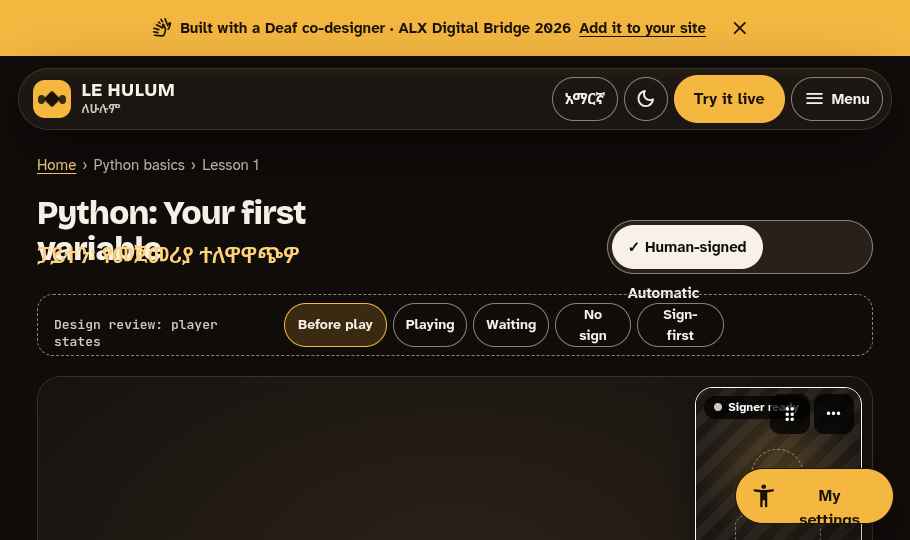 Built with a Deaf co-designer · ALX Digital Bridge 2026 Add it to your site
LE HULUM
ለሁሉም
አማርኛ
Try it live
Menu
Home › Python basics › Lesson 1
Python: Your first
variable
ተለዋዋጭዎ
✓ Human-signed
Automatic
Design review: player
states
Before play
Playing
Waiting
No
sign
Sign-
first
Signer ready
My
settings